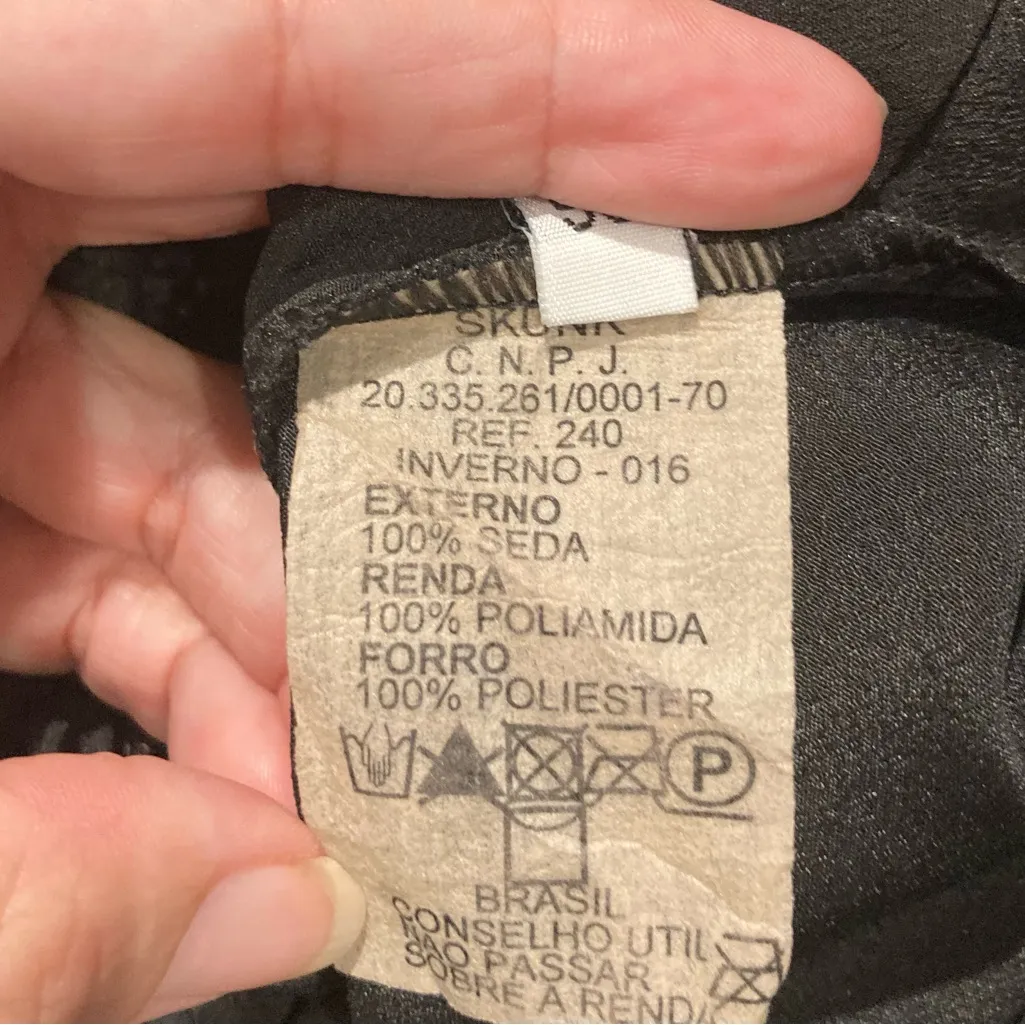 SKUNK
C. N. P. J.
20.335.261/0001-70
REF. 240
INVERNO - 016
EXTERNO
100% SEDA
RENDA
100% POLIAMIDA
FORRO
100% POLIESTER
P
BRASIL
CONSELHO UTIL
NÃO PASSAR
SOBRE A RENDA